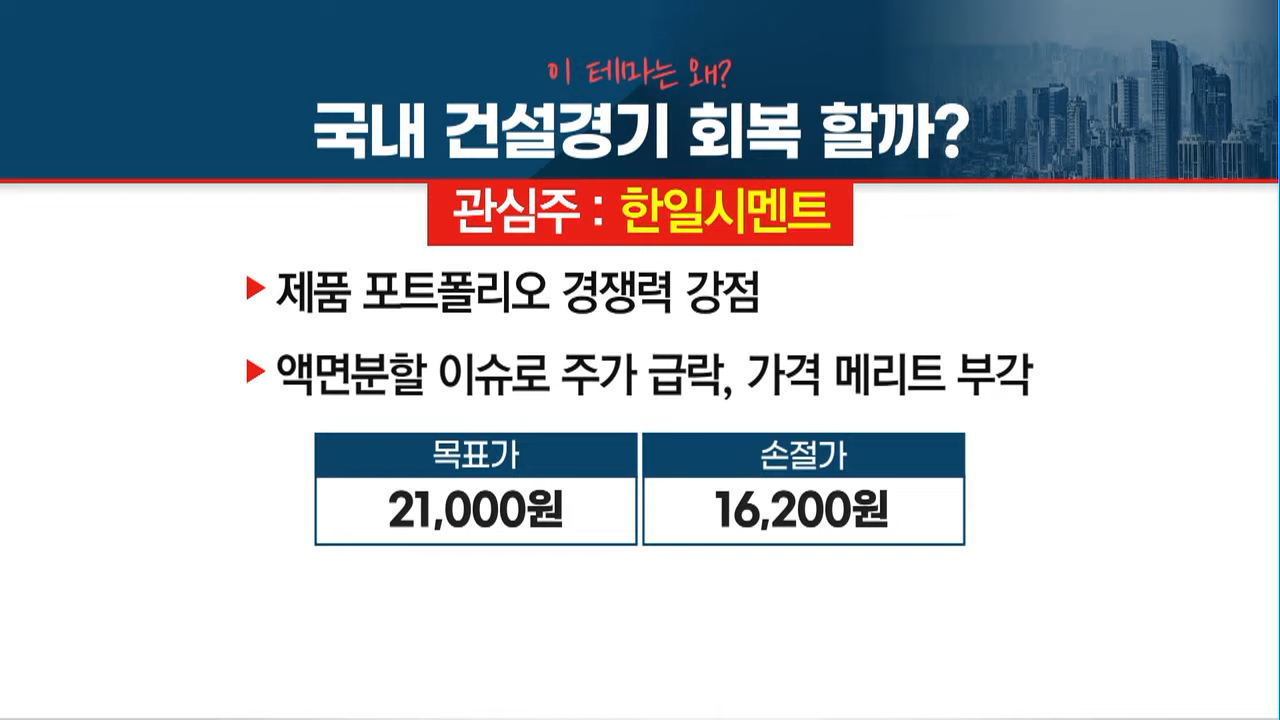 이 테마는 왜?
국내 건설경기 회복 할까?
관심주 : 한일시멘트
▶ 제품 포트폴리오 경쟁력 강점
▶ 액면분할 이슈로 주가 급락, 가격 메리트 부각
목표가 손절가
21,000원 16,200원